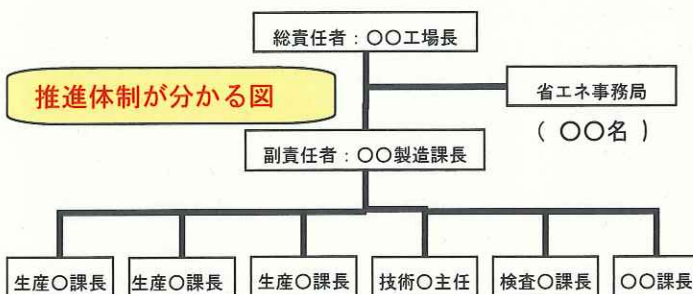 総責任者：〇〇工場長
推進体制が分かる図
省エネ事務局
（ 〇〇名 ）
副責任者：〇〇製造課長
生産〇課長
生産〇課長
生産〇課長
技術〇主任
検査〇課長
〇〇課長